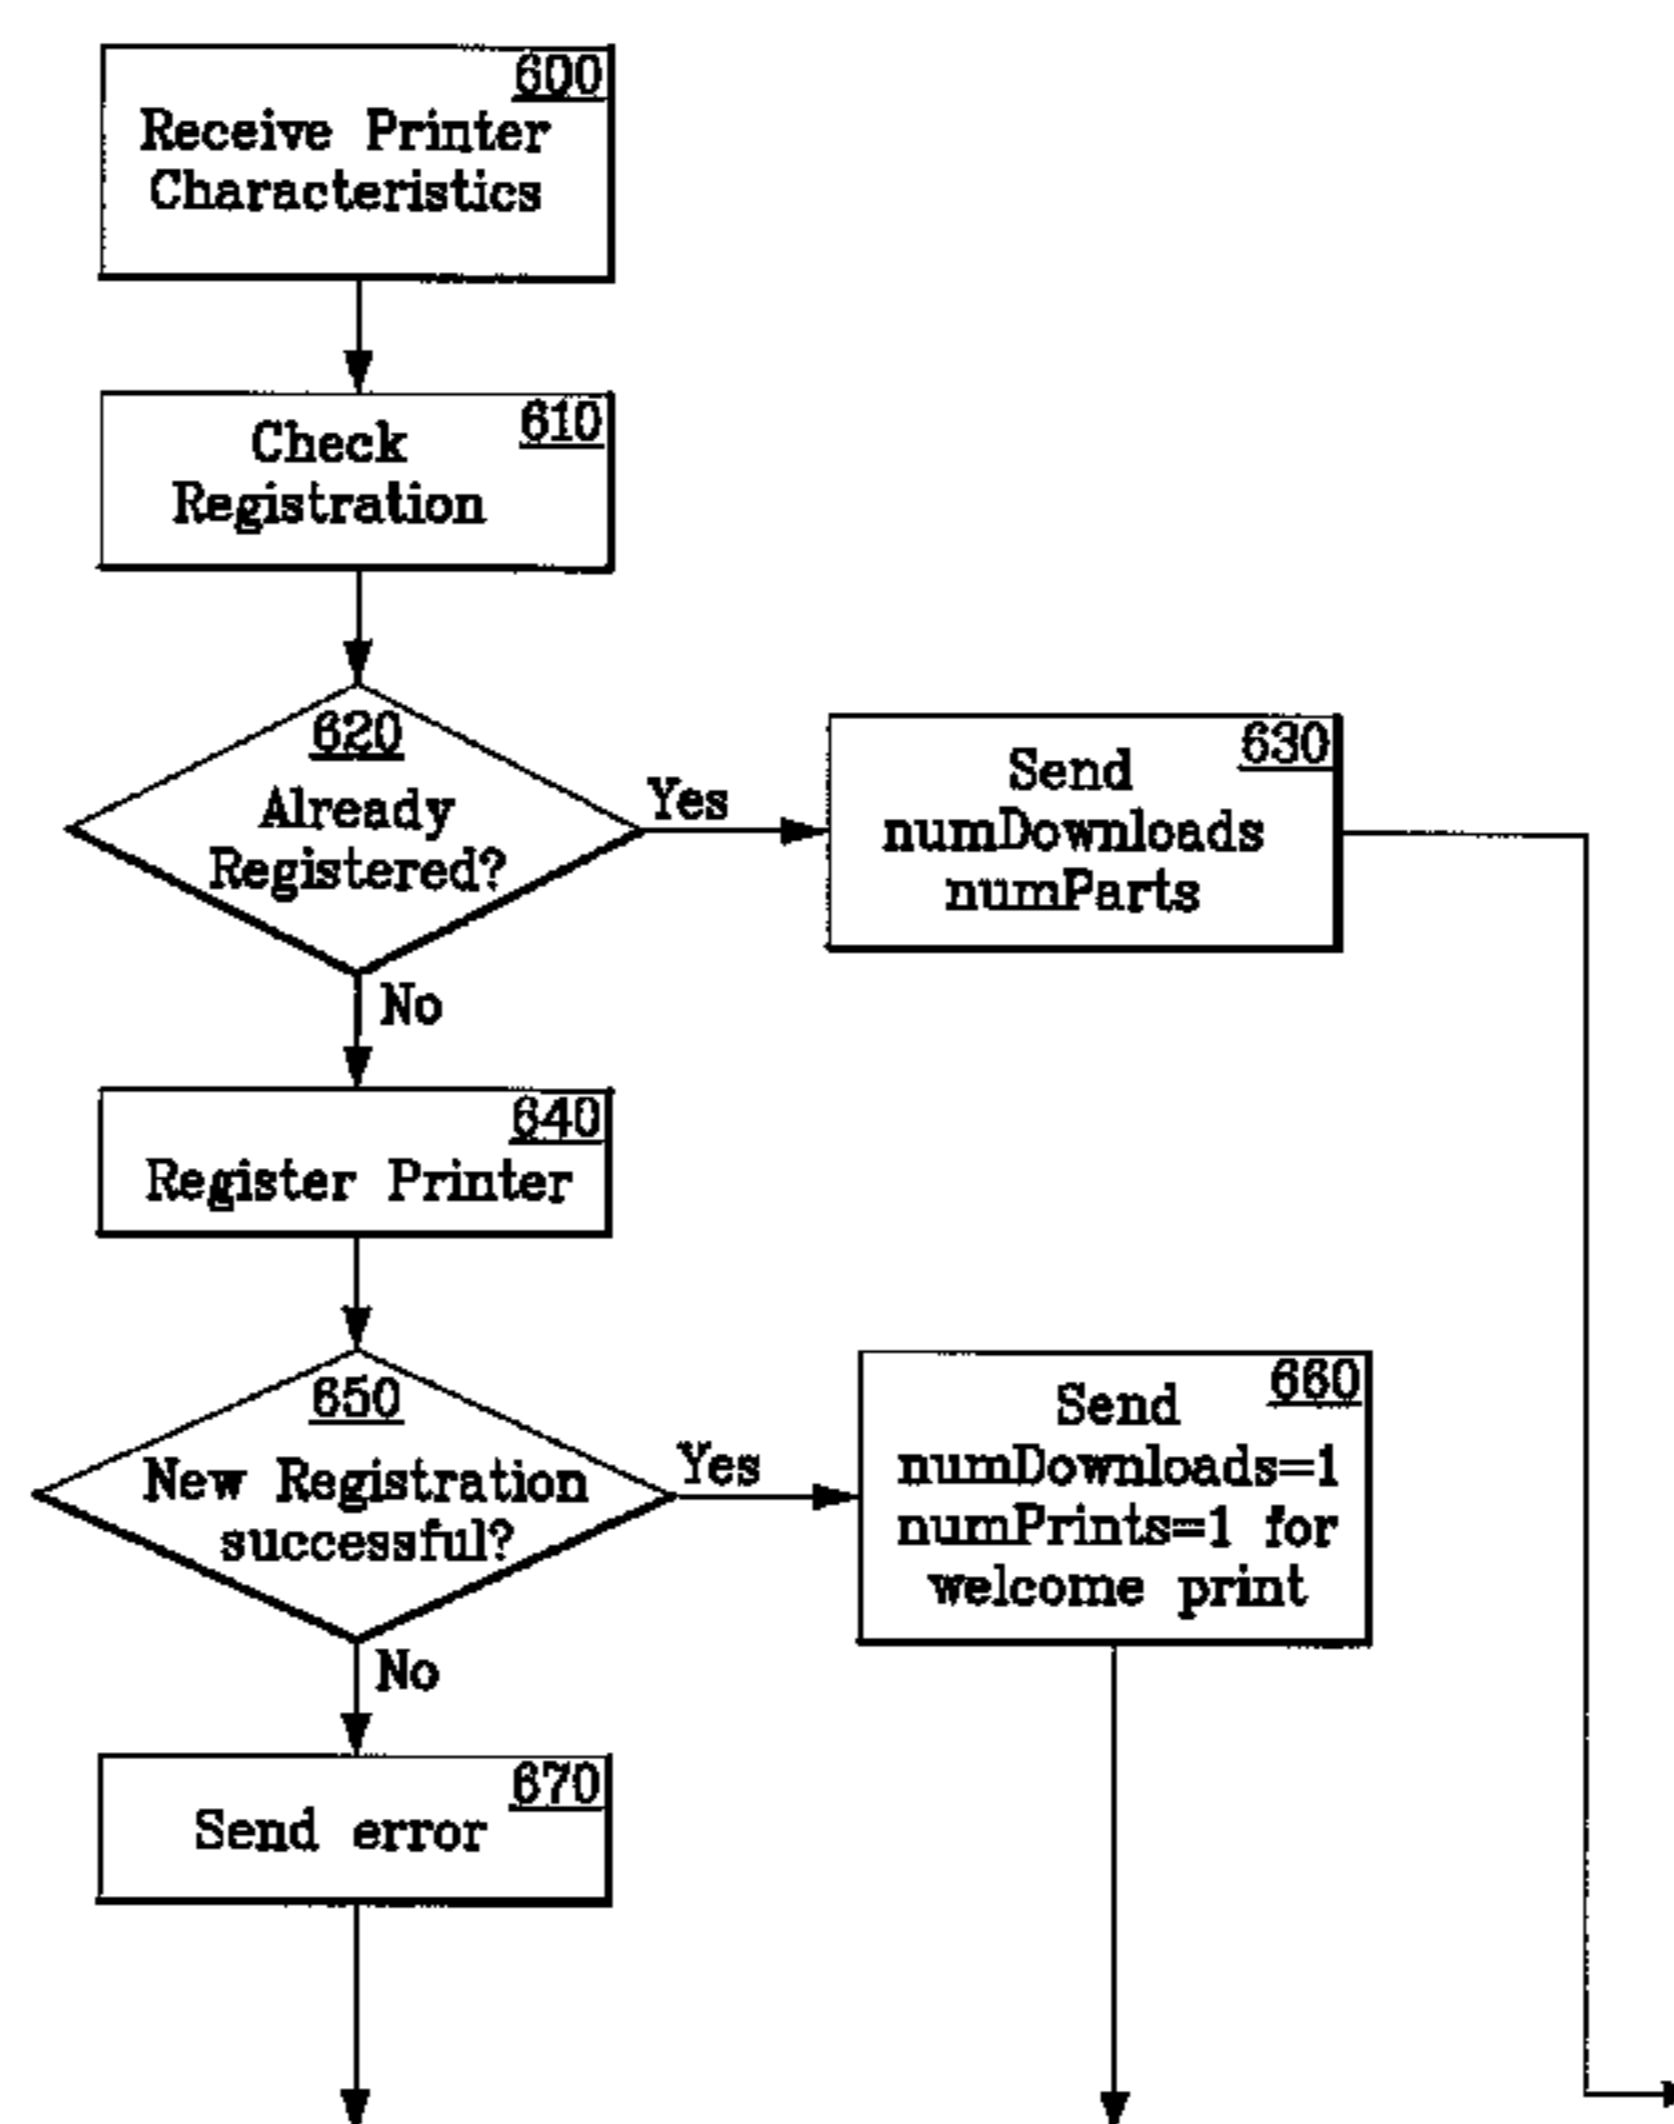 600
Receive Printer
Characteristics
610
Check
Registration
620
Already
Registered?
Yes
630
Send
numDownloads
numParts
No
640
Register Printer
650
New Registration
successful?
Yes
660
Send
numDownloads=1
numPrints=1 for
welcome print
No
670
Send error